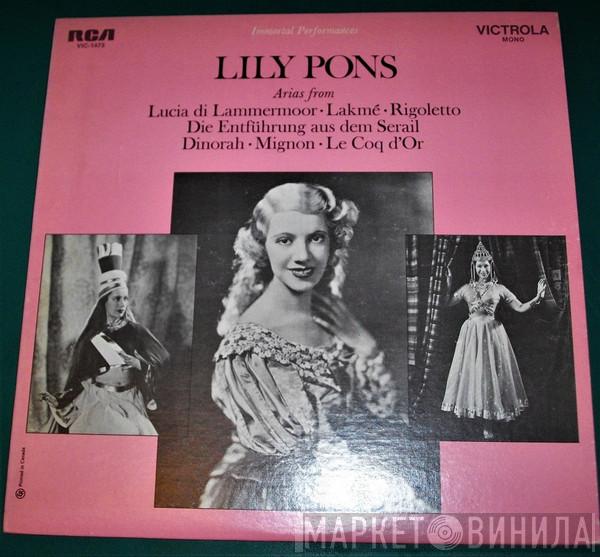 RCA
VIC-1473
Immortal Performances
VICTROLA
MONO
LILY PONS
Arias from
Lucia di Lammermoor · Lakmé · Rigoletto
Die Entführung aus dem Serail
Dinorah · Mignon · Le Coq d'Or
Printed in Canada
МАРКЕТ ВИНИЛА